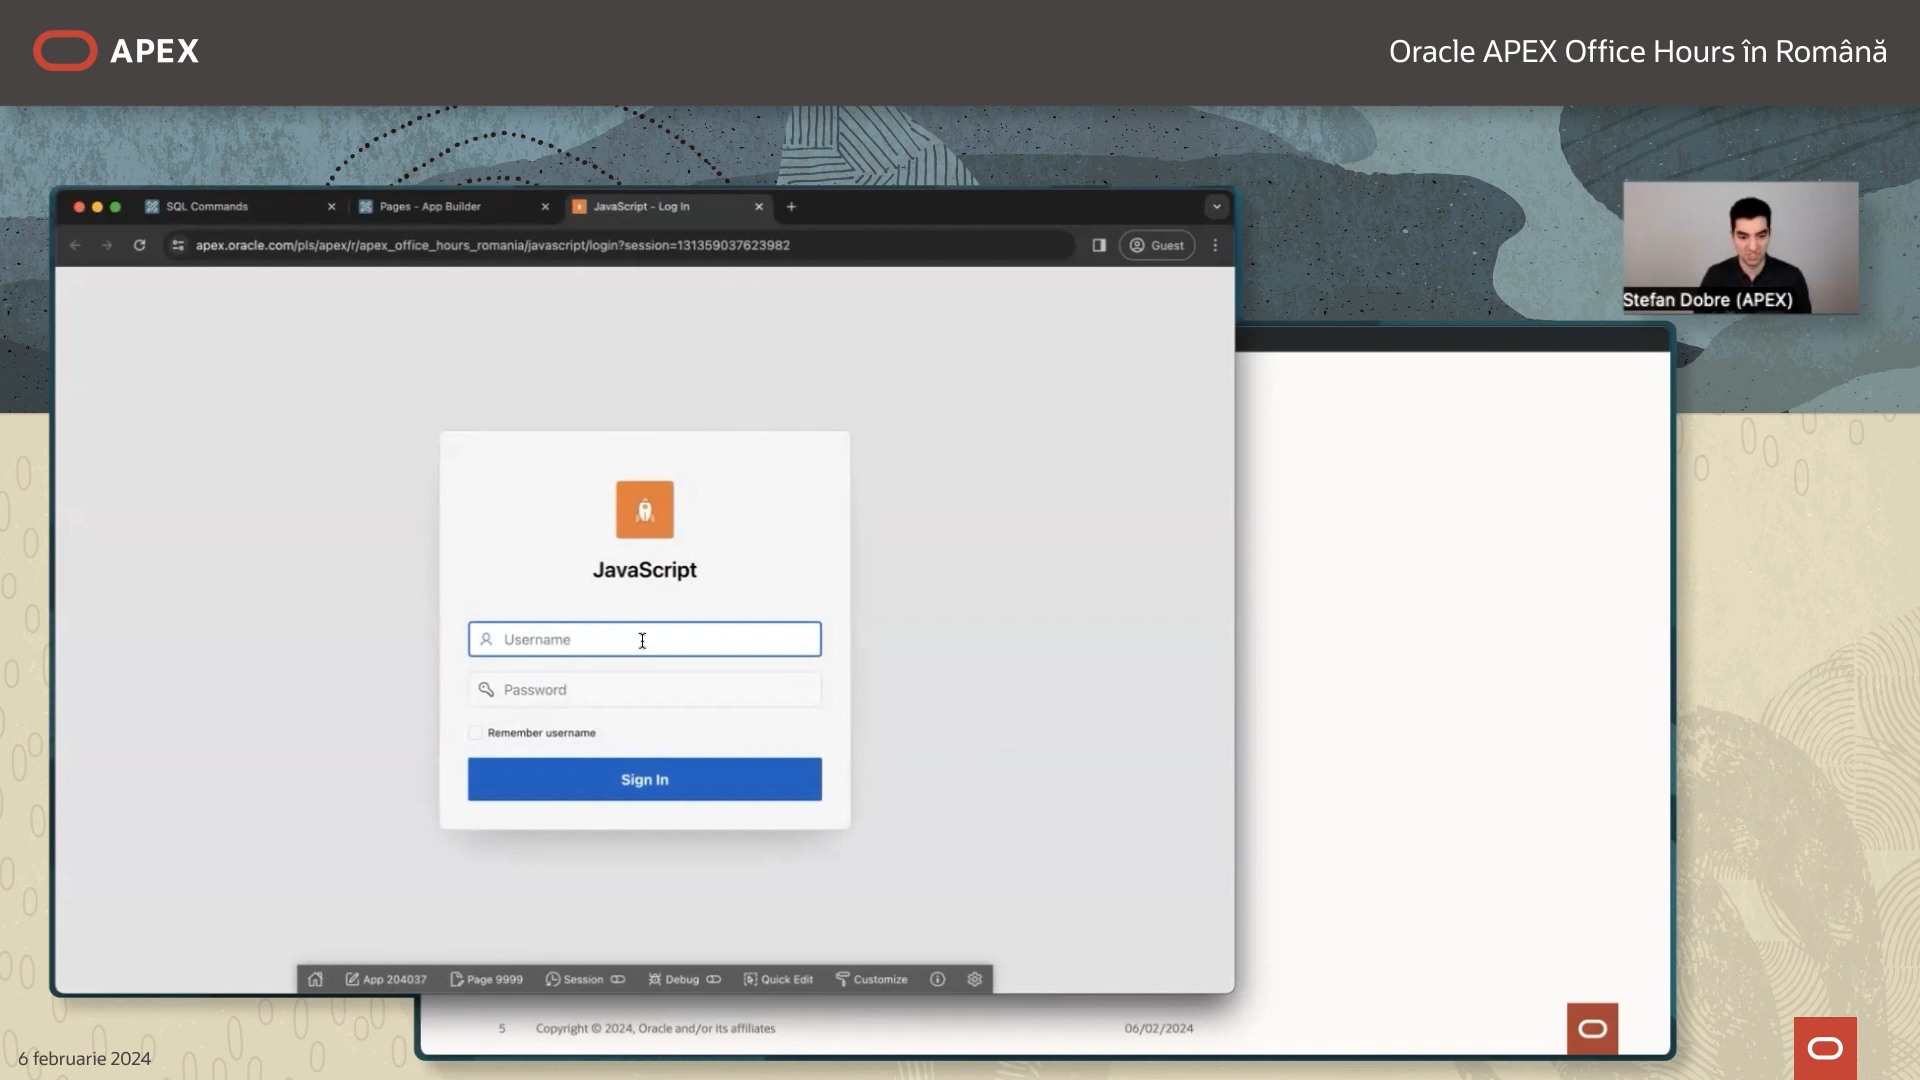 APEX
Oracle APEX Office Hours în Română
SQL Commands
Pages - App Builder
JavaScript - Log In
apex.oracle.com/pls/apex/r/apex_office_hours_romania/javascript/login?session=131359037623982
Guest
Stefan Dobre (APEX)
JavaScript
Username
Password
Remember username
Sign In
App 204037
Page 9999
Session
Debug
Quick Edit
Customize
5
Copyright © 2024, Oracle and/or its affiliates
06/02/2024
6 februarie 2024